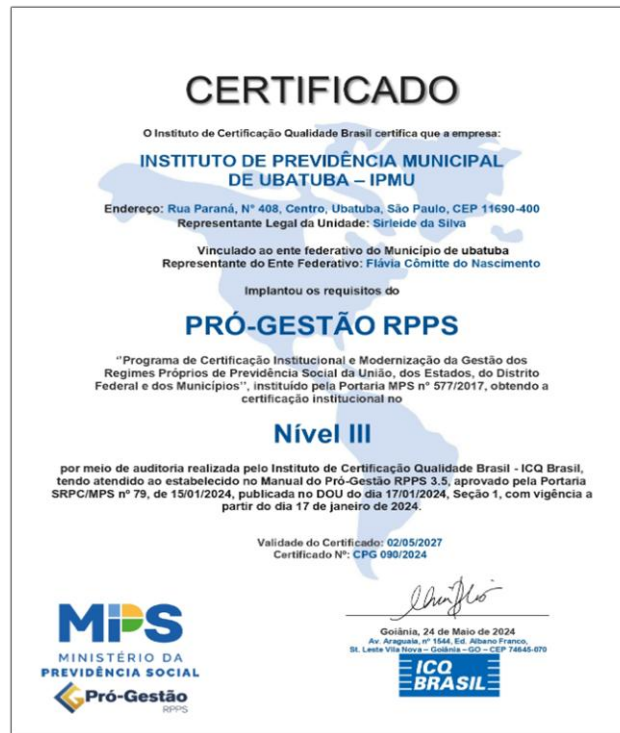 CERTIFICADO
O Instituto de Certificação Qualidade Brasil certifica que a empresa:
INSTITUTO DE PREVIDÊNCIA MUNICIPAL
DE UBATUBA – IPMU
Endereço: Rua Paraná, N° 408, Centro, Ubatuba, São Paulo, CEP 11690-400
Representante Legal da Unidade: Sirleide da Silva
Vinculado ao ente federativo do Município de ubatuba
Representante do Ente Federativo: Flávia Cômitte do Nascimento
Implantou os requisitos do
PRÓ-GESTÃO RPPS
"Programa de Certificação Institucional e Modernização da Gestão dos
Regimes Próprios de Previdência Social da União, dos Estados, do Distrito
Federal e dos Municípios", instituído pela Portaria MPS n° 577/2017, obtendo a
certificação institucional no
Nível III
por meio de auditoria realizada pelo Instituto de Certificação Qualidade Brasil - ICQ Brasil,
tendo atendido ao estabelecido no Manual do Pró-Gestão RPPS 3.5, aprovado pela Portaria
SRPC/MPS n° 79, de 15/01/2024, publicada no DOU do dia 17/01/2024, Seção 1, com vigência a
partir do dia 17 de janeiro de 2024.
Validade do Certificado: 02/05/2027
Certificado N°: CPG 090/2024
Goiânia, 24 de Maio de 2024
Av. Araguaia, n° 1544, Ed. Albano Franco,
St. Leste Vila Nova – Goiânia – GO – CEP 74645-070
ICQ
BRASIL
MPS
MINISTÉRIO DA
PREVIDÊNCIA SOCIAL
Pró-Gestão
RPPS